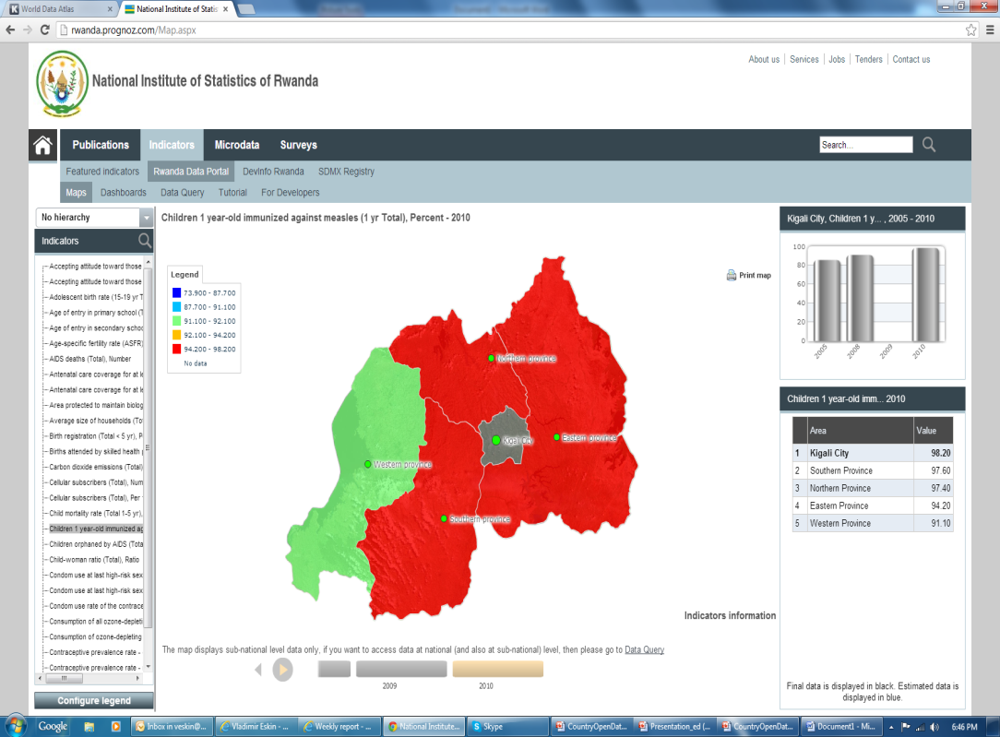 World Data Atlas
National Institute of Statis
rwanda.prognoz.com/Map.aspx
About us Services Jobs Tenders Contact us
National Institute of Statistics of Rwanda
Publications Indicators Microdata Surveys
Search...
Featured indicators Rwanda Data Portal DevInfo Rwanda SDMX Registry
Maps Dashboards Data Query Tutorial For Developers
No hierarchy
Indicators
Accepting attitude toward those
Accepting attitude toward those
Adolescent birth rate (15-19 yr T
Age of entry in primary school (T
Age of entry in secondary schoo
Age-specific fertility rate (ASFR)
AIDS deaths (Total), Number
Antenatal care coverage for at le
Antenatal care coverage for at le
Area protected to maintain biolog
Average size of households (To
Birth registration (Total < 5 yr), P
Births attended by skilled health p
Carbon dioxide emissions (Total)
Cellular subscribers (Total), Num
Cellular subscribers (Total), Per
Child mortality rate (Total 1-5 yr),
Children 1 year-old immunized ag
Children orphaned by AIDS (Tota
Child-woman ratio (Total), Ratio
Condom use at last high-risk sex
Condom use at last high-risk sex
Condom use rate of the contrace
Consumption of all ozone-depleti
Consumption of ozone-depleting
Contraceptive prevalence rate -
Contraceptive prevalence rate -
Configure legend
Children 1 year-old immunized against measles (1 yr Total), Percent - 2010
Legend
73.900 - 87.700
87.700 - 91.100
91.100 - 92.100
92.100 - 94.200
94.200 - 98.200
No data
Print map
Northern province
Kigali City
Eastern province
Western province
Southern province
Indicators information
The map displays sub-national level data only, if you want to access data at national (and also at sub-national) level, then please go to Data Query
2009 2010
Kigali City, Children 1 y... , 2005 - 2010
100
80
60
40
20
0
2005 2008 2009 2010
Children 1 year-old imm... 2010
Area Value
1 Kigali City 98.20
2 Southern Province 97.60
3 Northern Province 97.40
4 Eastern Province 94.20
5 Western Province 91.10
Final data is displayed in black. Estimated data is
displayed in blue.
Google Inbox in veskin@... Vladimir Eskin - ... Weekly report - ... National Institute... Skype CountryOpenDat... Presentation_ed (... CountryOpenDat... Document1 - Mi... 6:46 PM